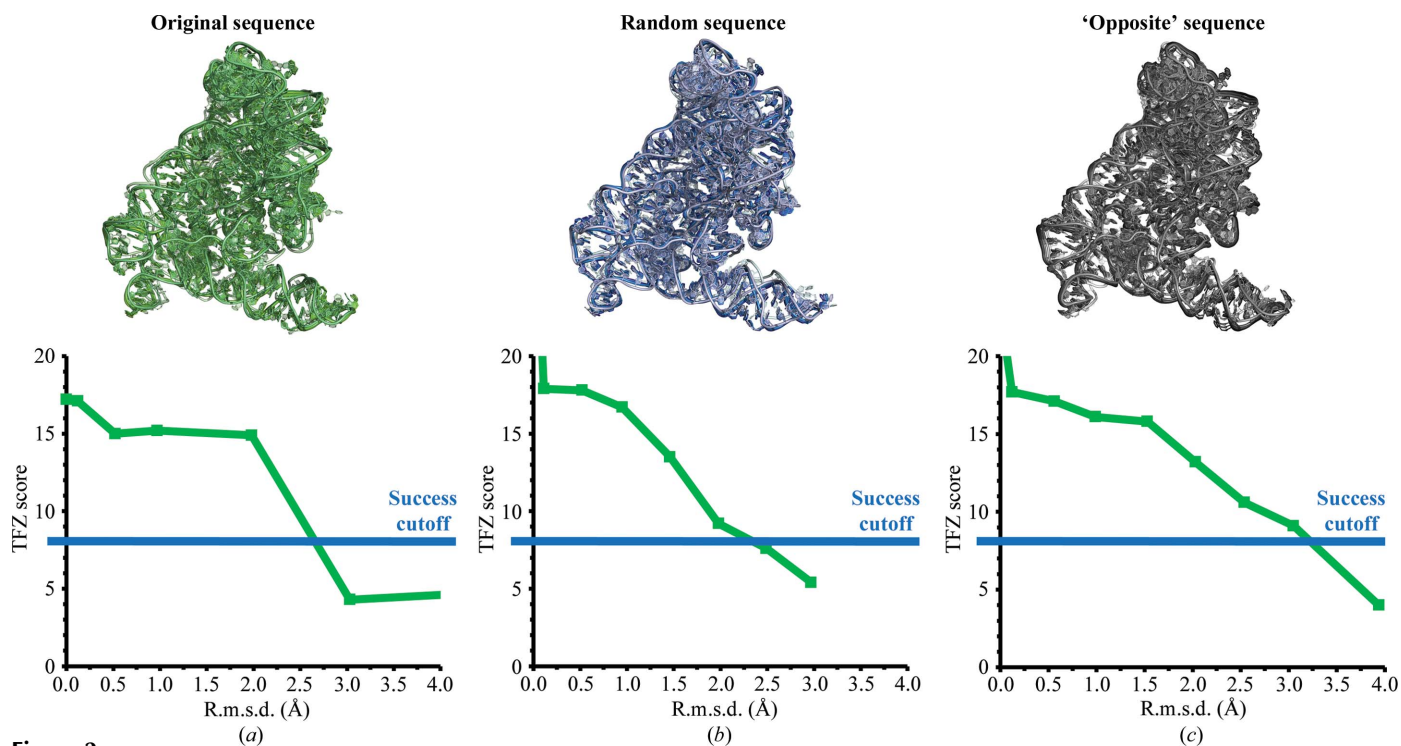 Original sequence
Random sequence
‘Opposite’ sequence
20
15
10
5
0
TFZ score
Success
cutoff
0.0 0.5 1.0 1.5 2.0 2.5 3.0 3.5 4.0
R.m.s.d. (Å)
(a)
20
15
10
5
0
TFZ score
Success
cutoff
0.0 0.5 1.0 1.5 2.0 2.5 3.0 3.5 4.0
R.m.s.d. (Å)
(b)
20
15
10
5
0
TFZ score
Success
cutoff
0.0 0.5 1.0 1.5 2.0 2.5 3.0 3.5 4.0
R.m.s.d. (Å)
(c)